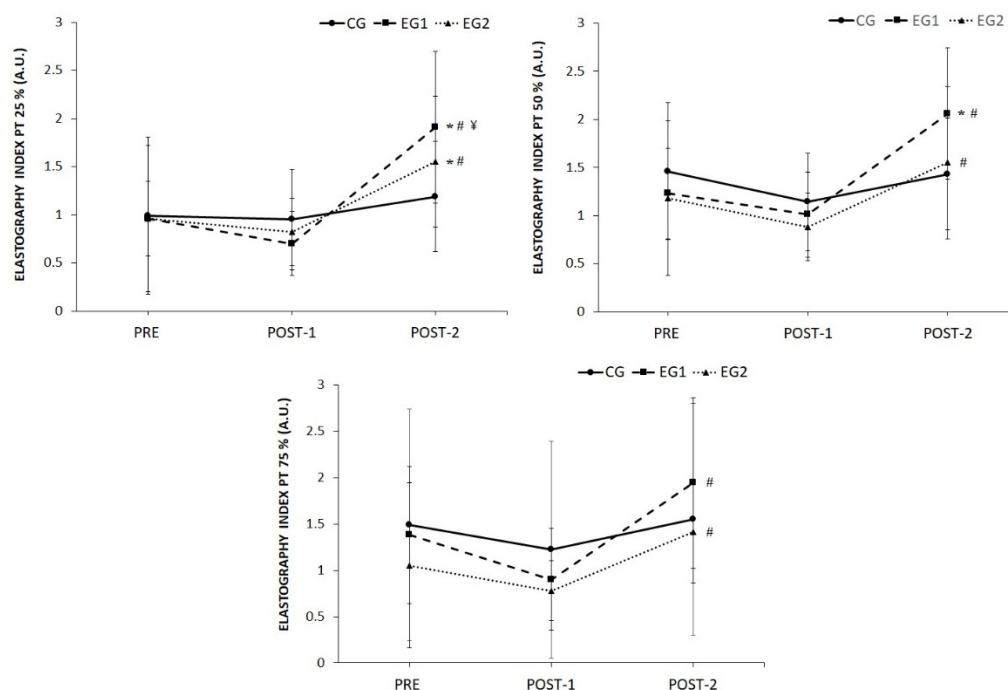 CG EG1 EG2
ELASTOGRAPHY INDEX PT 25 % (A.U.)
3
2.5
2
1.5
1
0.5
0
* # ¥
* #
PRE POST-1 POST-2
CG EG1 EG2
ELASTOGRAPHY INDEX PT 50 % (A.U.)
3
2.5
2
1.5
1
0.5
0
* #
#
PRE POST-1 POST-2
CG EG1 EG2
ELASTOGRAPHY INDEX PT 75 % (A.U.)
3
2.5
2
1.5
1
0.5
0
#
#
PRE POST-1 POST-2